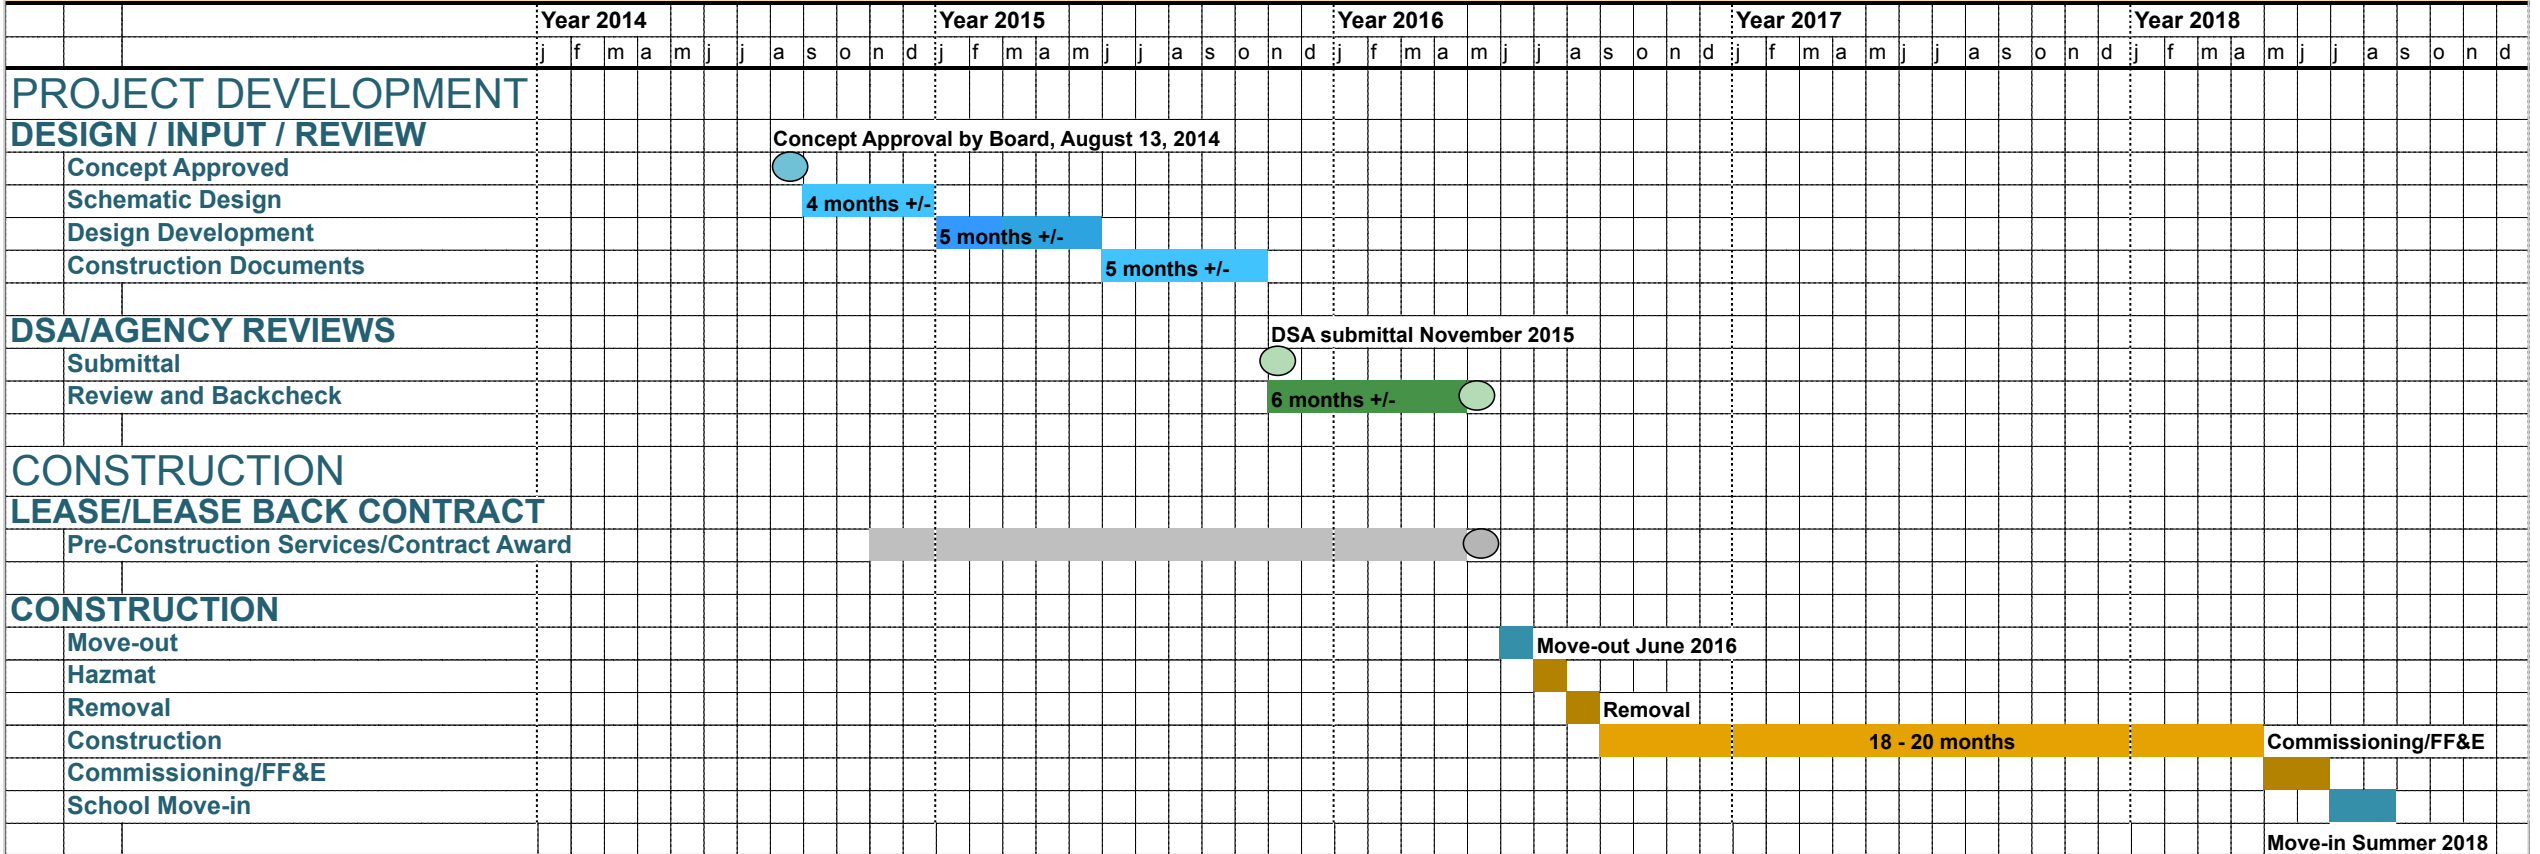 Year 2014 Year 2015 Year 2016 Year 2017 Year 2018
j f m a m j j a s o n d j f m a m j j a s o n d j f m a m j j a s o n d j f m a m j j a s o n d j f m a m j j a s o n d
PROJECT DEVELOPMENT
DESIGN / INPUT / REVIEW Concept Approval by Board, August 13, 2014
Concept Approved
Schematic Design 4 months +/-
Design Development 5 months +/-
Construction Documents 5 months +/-
DSA/AGENCY REVIEWS DSA submittal November 2015
Submittal
Review and Backcheck 6 months +/-
CONSTRUCTION
LEASE/LEASE BACK CONTRACT
Pre-Construction Services/Contract Award
CONSTRUCTION
Move-out Move-out June 2016
Hazmat
Removal Removal
Construction 18 - 20 months Commissioning/FF&E
Commissioning/FF&E
School Move-in
Move-in Summer 2018